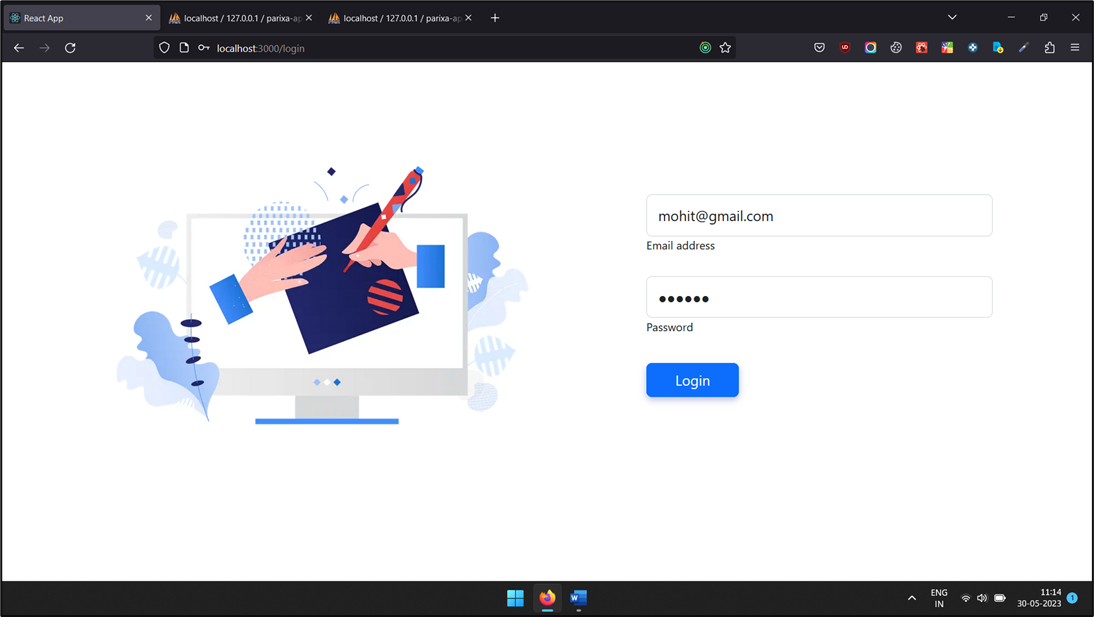 React App
localhost / 127.0.0.1 / parixa-ap
localhost / 127.0.0.1 / parixa-ap
localhost:3000/login
mohit@gmail.com
Email address
Password
Login
ENG
IN
11:14
30-05-2023
1